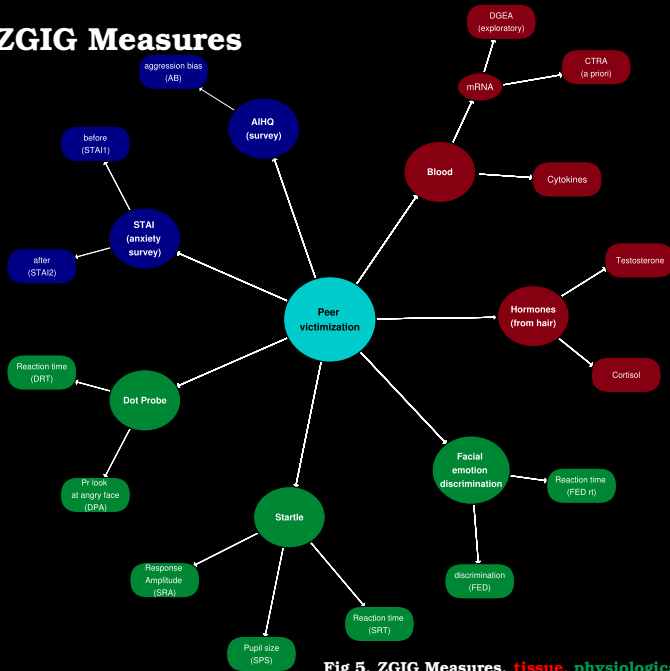 ZGIG Measures
DGEA
(exploratory)
CTRA
(a priori)
mRNA
aggression bias
(AB)
AIHQ
(survey)
before
(STAI1)
Blood
Cytokines
STAI
(anxiety
survey)
after
(STAI2)
Testosterone
Peer
victimization
Hormones
(from hair)
Reaction time
(DRT)
Dot Probe
Cortisol
Pr look
at angry face
(DPA)
Facial
emotion
discrimination
Reaction time
(FED rt)
Startle
Response
Amplitude
(SRA)
discrimination
(FED)
Reaction time
(SRT)
Pupil size
(SPS)
Fig 5. ZGIG Measures, tissue, physiologic